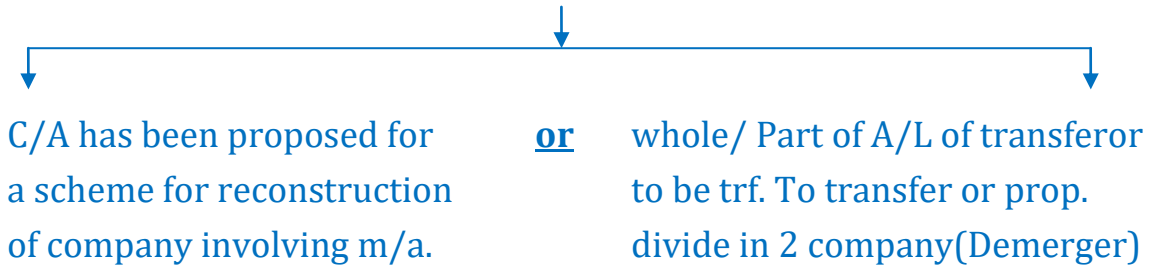 C/A has been proposed for
a scheme for reconstruction
of company involving m/a.
or
whole/ Part of A/L of transferor
to be trf. To transfer or prop.
divide in 2 company(Demerger)